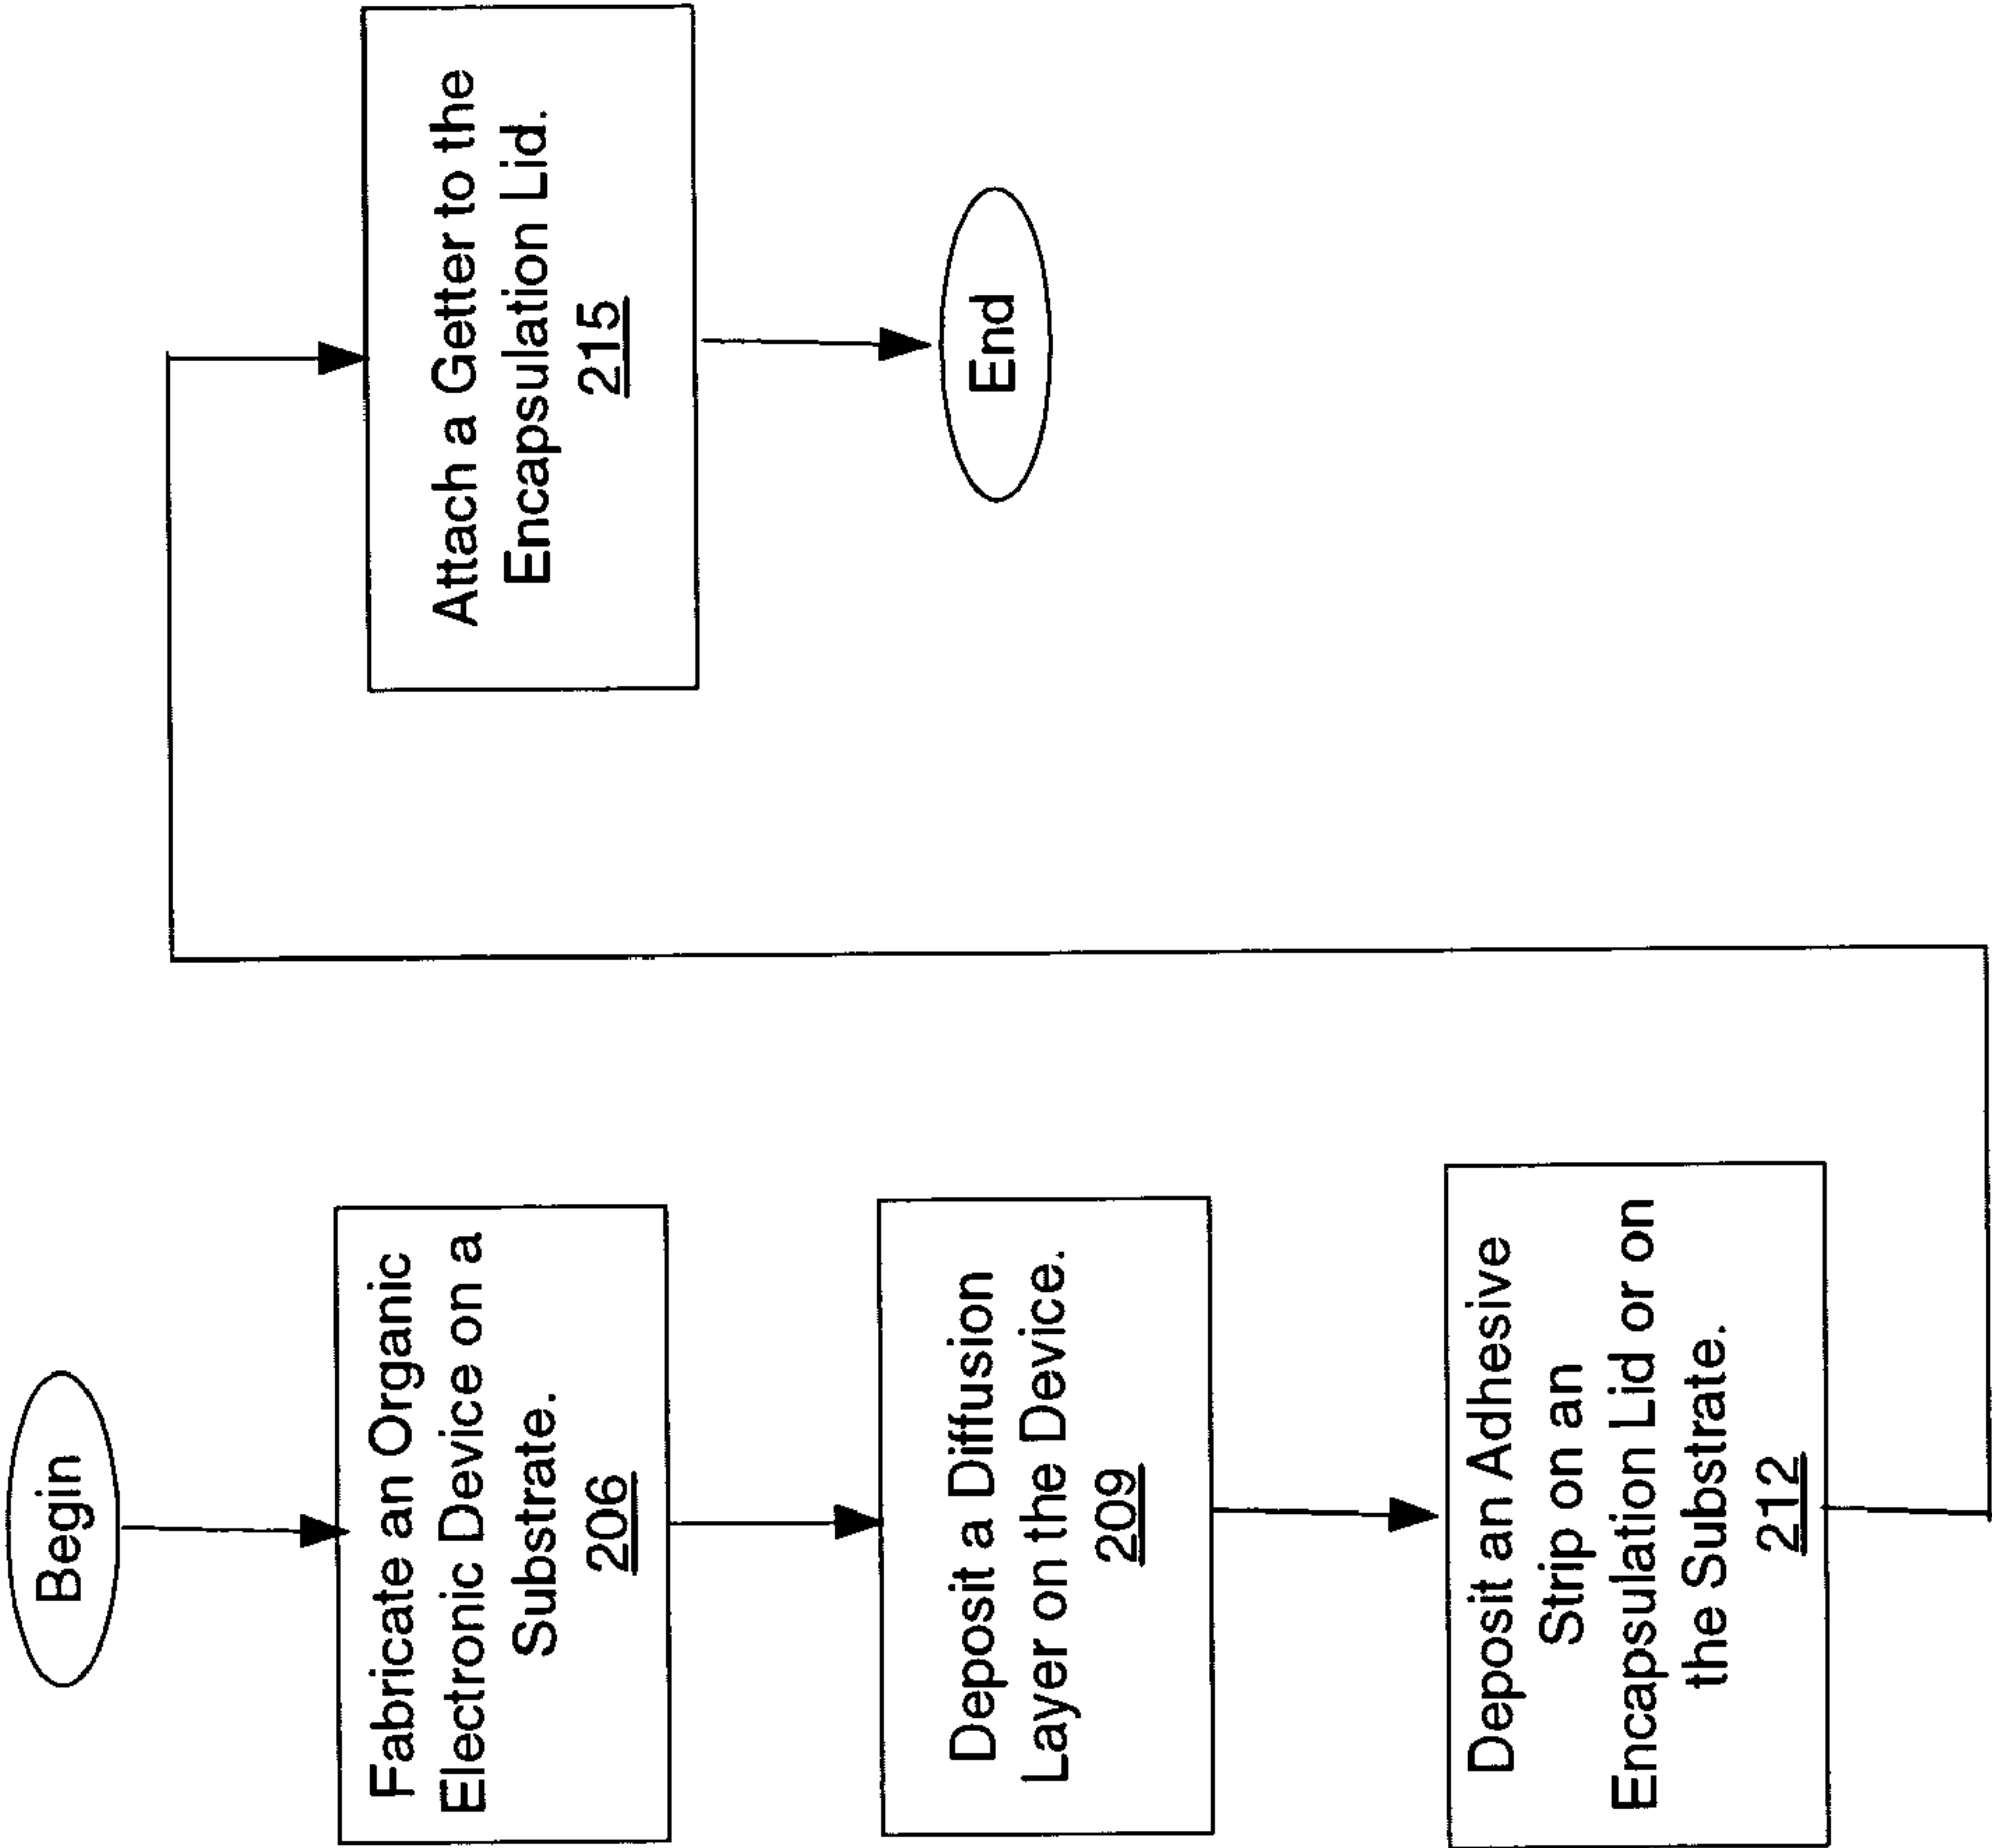 Begin
Fabricate an Organic
Electronic Device on a
Substrate.
206
Deposit a Diffusion
Layer on the Device.
209
Deposit an Adhesive
Strip on an
Encapsulation Lid or on
the Substrate.
212
Attach a Getter to the
Encapsulation Lid.
215
End